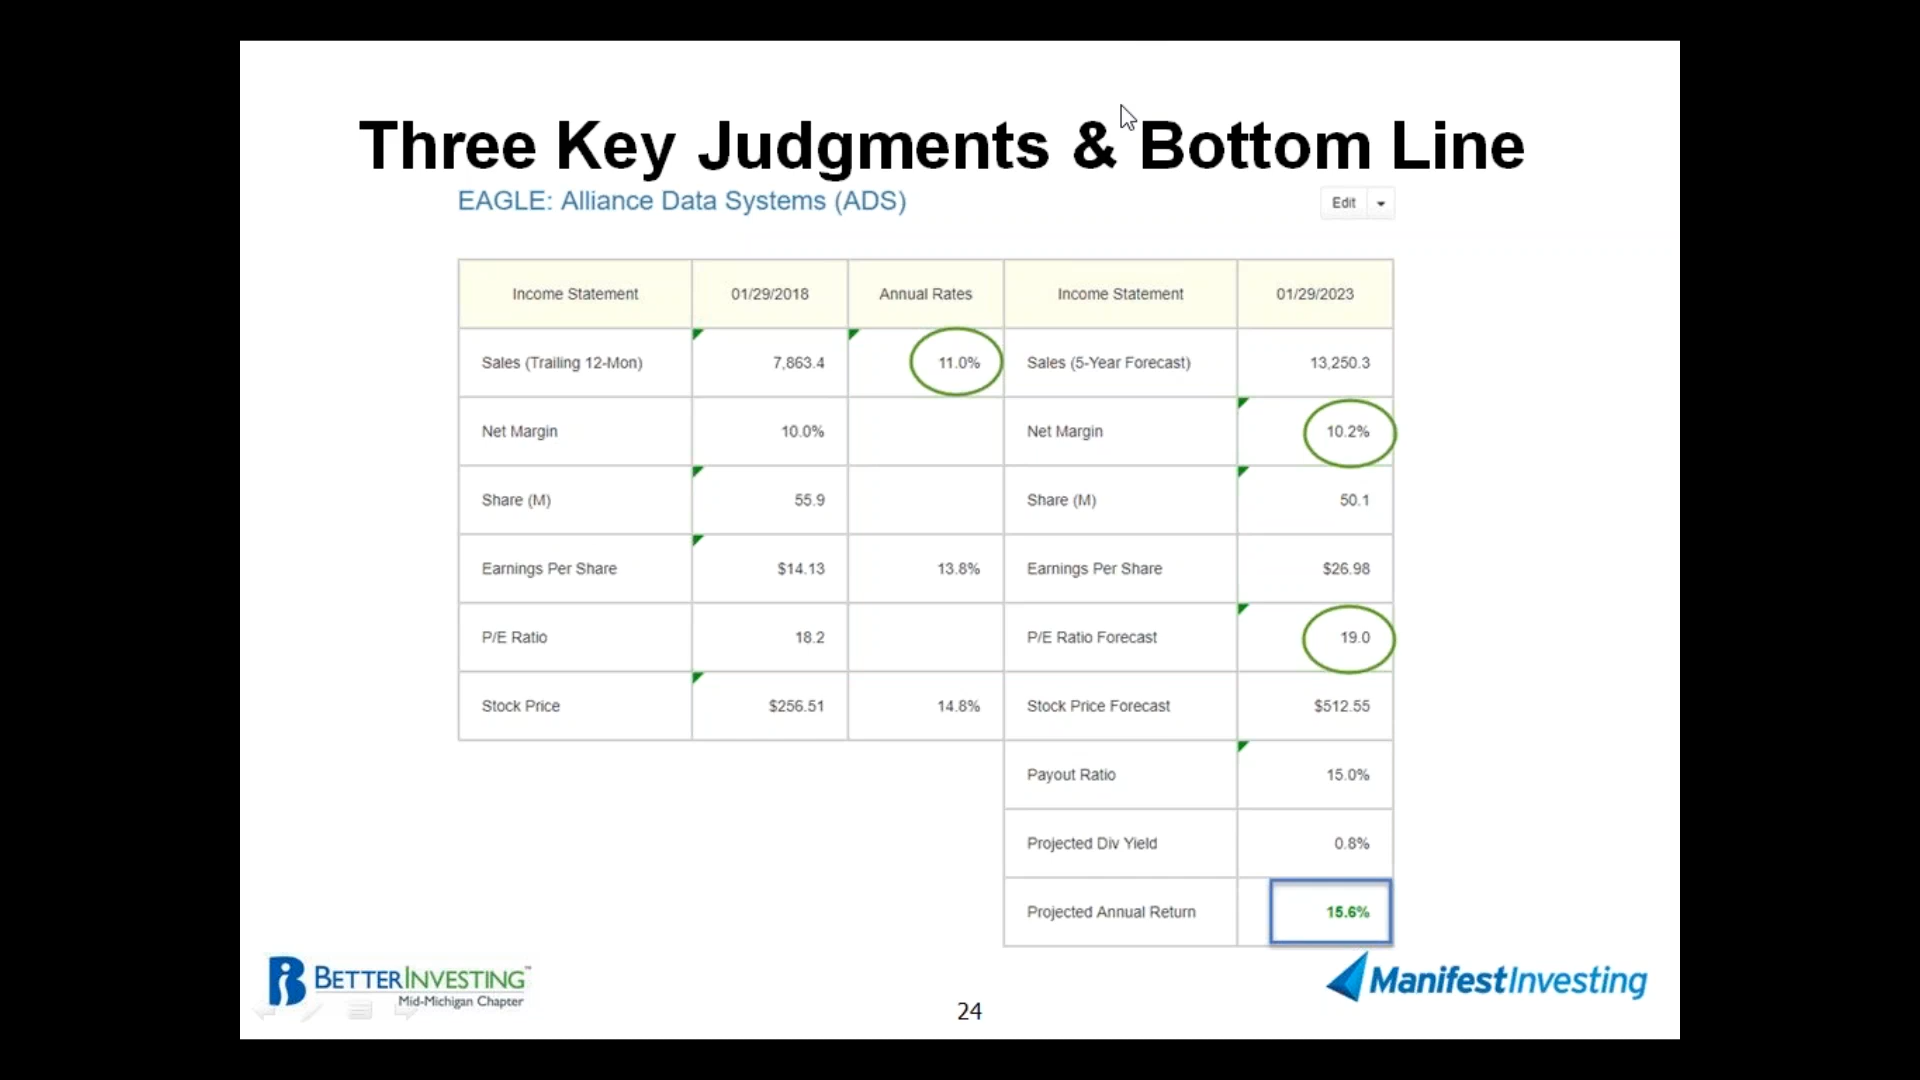 Three Key Judgments & Bottom Line
EAGLE: Alliance Data Systems (ADS)
Edit
Income Statement 01/29/2018 Annual Rates Income Statement 01/29/2023
Sales (Trailing 12-Mon) 7,863.4 11.0% Sales (5-Year Forecast) 13,250.3
Net Margin 10.0% Net Margin 10.2%
Share (M) 55.9 Share (M) 50.1
Earnings Per Share $14.13 13.8% Earnings Per Share $26.98
P/E Ratio 18.2 P/E Ratio Forecast 19.0
Stock Price $256.51 14.8% Stock Price Forecast $512.55
Payout Ratio 15.0%
Projected Div Yield 0.8%
Projected Annual Return 15.6%
BETTERINVESTING™
Mid-Michigan Chapter
24
ManifestInvesting